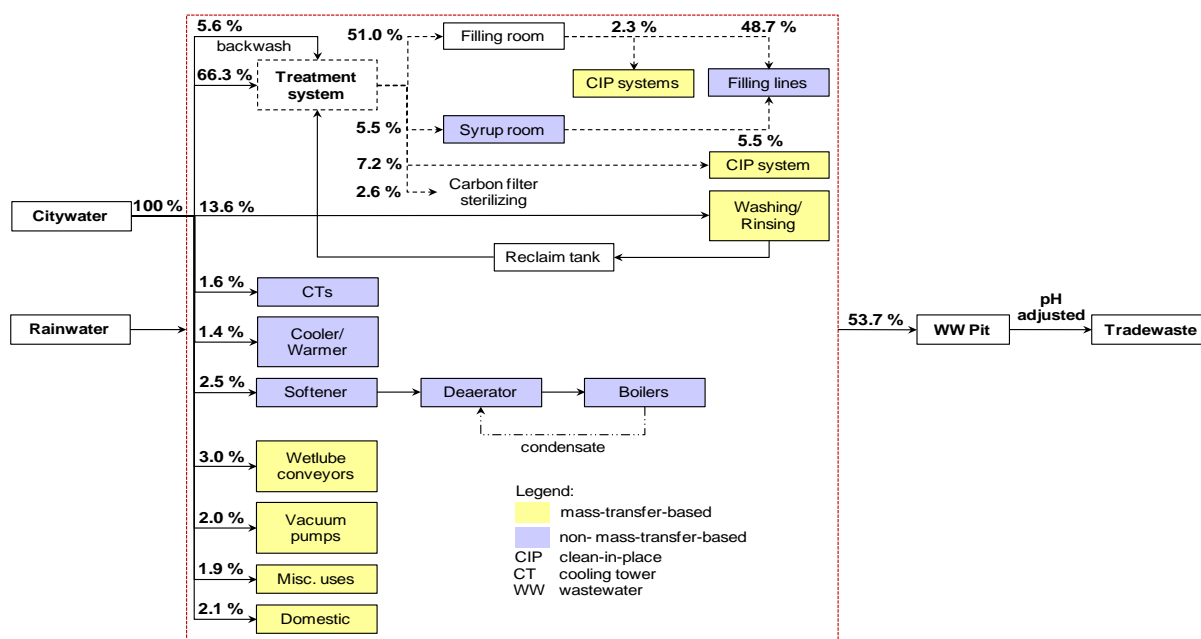 5.6 %
backwash
51.0 %
Filling room
2.3 %
48.7 %
66.3 %
Treatment
system
CIP systems
Filling lines
5.5 %
Syrup room
5.5 %
7.2 %
CIP system
2.6 %
Carbon filter
sterilizing
Citywater
100 %
13.6 %
Washing/
Rinsing
Reclaim tank
1.6 %
CTs
Rainwater
1.4 %
Cooler/
Warmer
53.7 %
WW Pit
pH
adjusted
Tradewaste
2.5 %
Softener
Deaerator
Boilers
condensate
3.0 %
Wetlube
conveyors
2.0 %
Vacuum
pumps
1.9 %
Misc. uses
2.1 %
Domestic
Legend:
mass-transfer-based
non- mass-transfer-based
CIP clean-in-place
CT cooling tower
WW wastewater